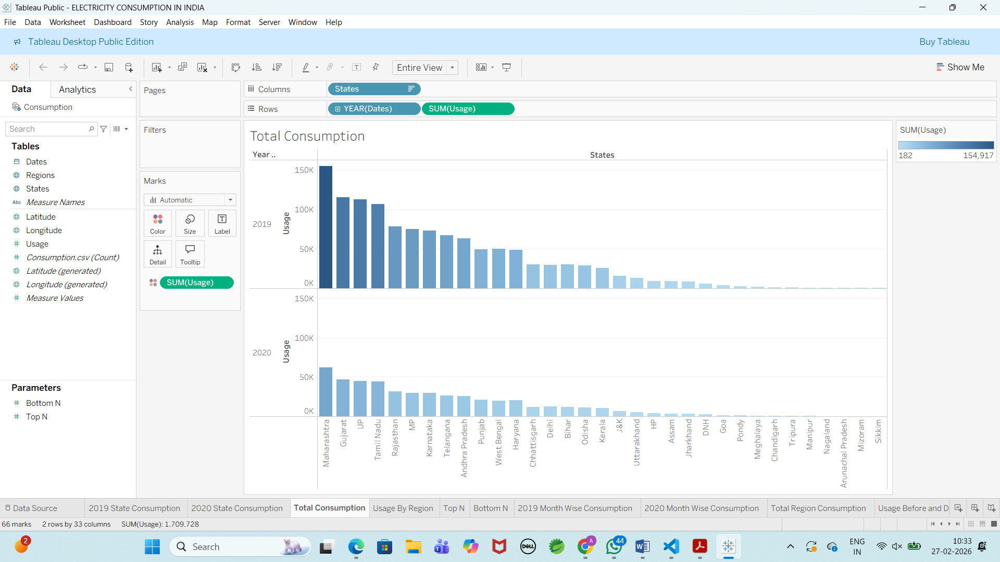 Tableau Public - ELECTRICITY CONSUMPTION IN INDIA
File Data Worksheet Dashboard Story Analysis Map Format Server Window Help
Tableau Desktop Public Edition
Buy Tableau
Entire View
Show Me
Data
Analytics
Consumption
Search
Tables
Dates
Regions
States
Abc Measure Names
Latitude
Longitude
Usage
Consumption.csv (Count)
Latitude (generated)
Longitude (generated)
Measure Values
Parameters
Bottom N
Top N
Pages
Filters
Marks
Automatic
Color
Size
Label
Detail
Tooltip
SUM(Usage)
Columns
States
Rows
YEAR(Dates)
SUM(Usage)
Total Consumption
Year ..
States
2019
Usage
150K
100K
50K
0K
2020
Usage
150K
100K
50K
0K
Maharashtra
Gujarat
UP
Tamil Nadu
Rajasthan
MP
Karnataka
Telangana
Andhra Pradesh
Punjab
West Bengal
Haryana
Chhattisgarh
Delhi
Bihar
Odisha
Kerala
J&K
Uttarakhand
HP
Assam
Jharkhand
DNH
Goa
Pondy
Meghalaya
Chandigarh
Tripura
Manipur
Nagaland
Arunachal Pradesh
Mizoram
Sikkim
SUM(Usage)
182 154,917
Data Source
2019 State Consumption
2020 State Consumption
Total Consumption
Usage By Region
Top N
Bottom N
2019 Month Wise Consumption
2020 Month Wise Consumption
Total Region Consumption
Usage Before and D
66 marks 2 rows by 33 columns SUM(Usage): 1,709,728
2
Search
DELL
A
44
ENG
IN
10:33
27-02-2026